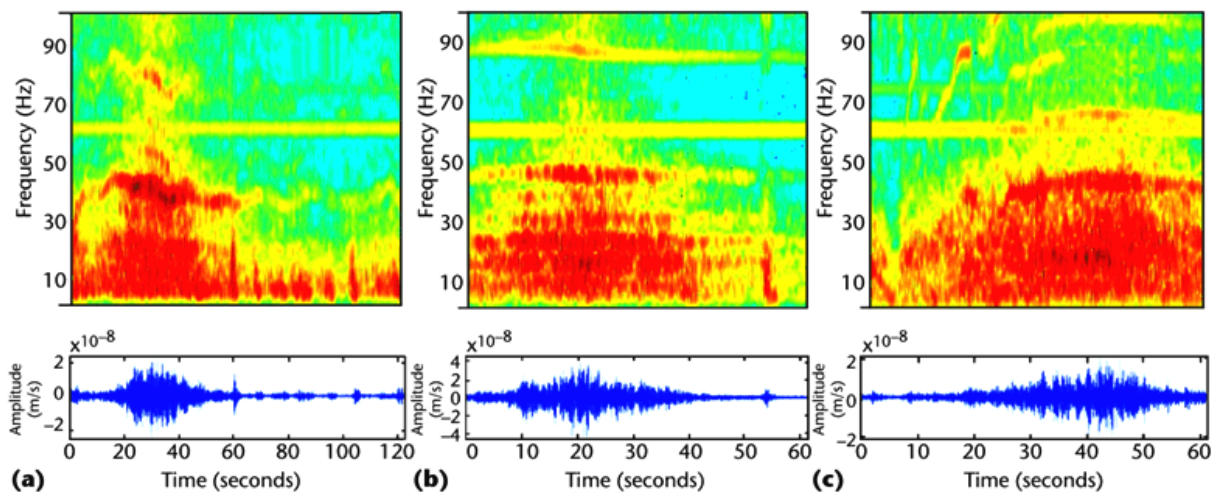 90
70
50
30
10
Frequency (Hz)
90
70
50
30
10
Frequency (Hz)
90
70
50
30
10
Frequency (Hz)
x10–8
2
0
–2
Amplitude
(m/s)
0 20 40 60 80 100 120
(a) Time (seconds)
x10–8
4
2
0
–2
–4
Amplitude
(m/s)
0 10 20 30 40 50 60
(b) Time (seconds)
x10–8
2
0
–2
Amplitude
(m/s)
0 10 20 30 40 50 60
(c) Time (seconds)